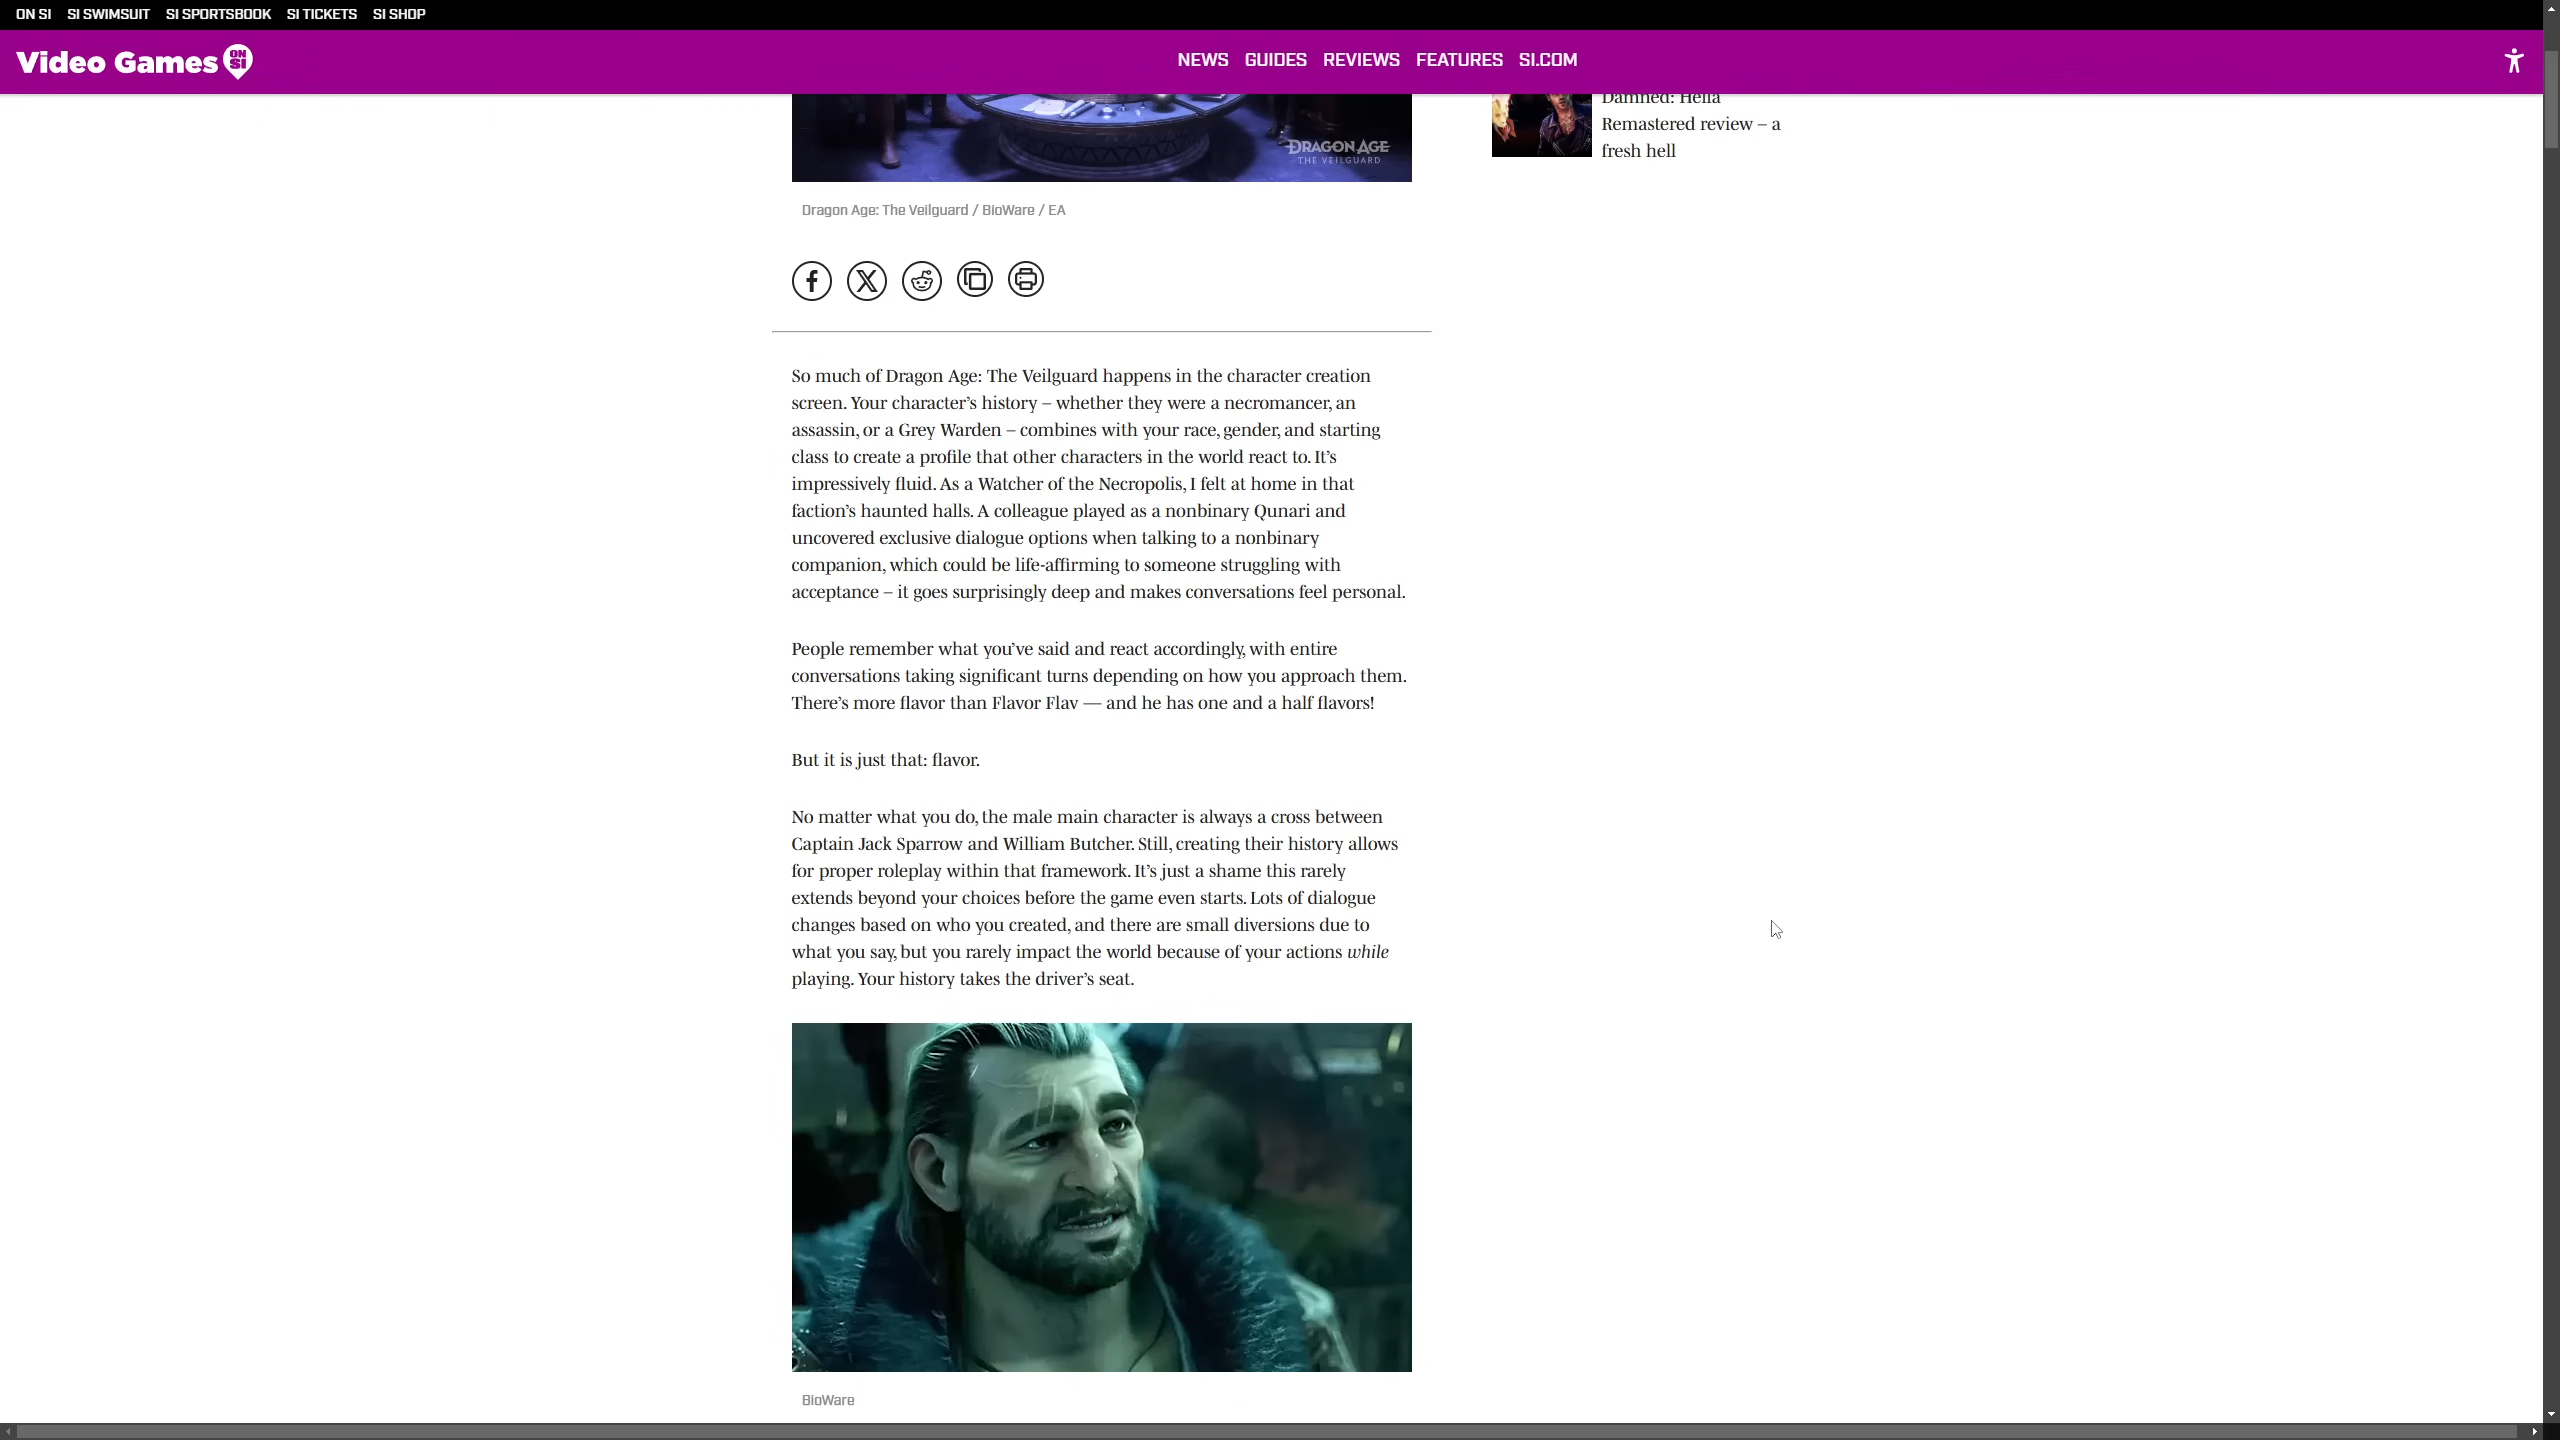 ON SI SI SWIMSUIT SI SPORTSBOOK SI TICKETS SI SHOP
Video Games ON SI
NEWS GUIDES REVIEWS FEATURES SI.COM
Damned: Hella
Remastered review – a
fresh hell
DRAGON AGE
THE VEILGUARD
Dragon Age: The Veilguard / BioWare / EA
So much of Dragon Age: The Veilguard happens in the character creation
screen. Your character’s history – whether they were a necromancer, an
assassin, or a Grey Warden – combines with your race, gender, and starting
class to create a profile that other characters in the world react to. It’s
impressively fluid. As a Watcher of the Necropolis, I felt at home in that
faction’s haunted halls. A colleague played as a nonbinary Qunari and
uncovered exclusive dialogue options when talking to a nonbinary
companion, which could be life-affirming to someone struggling with
acceptance – it goes surprisingly deep and makes conversations feel personal.
People remember what you’ve said and react accordingly, with entire
conversations taking significant turns depending on how you approach them.
There’s more flavor than Flavor Flav — and he has one and a half flavors!
But it is just that: flavor.
No matter what you do, the male main character is always a cross between
Captain Jack Sparrow and William Butcher. Still, creating their history allows
for proper roleplay within that framework. It’s just a shame this rarely
extends beyond your choices before the game even starts. Lots of dialogue
changes based on who you created, and there are small diversions due to
what you say, but you rarely impact the world because of your actions while
playing. Your history takes the driver’s seat.
BioWare